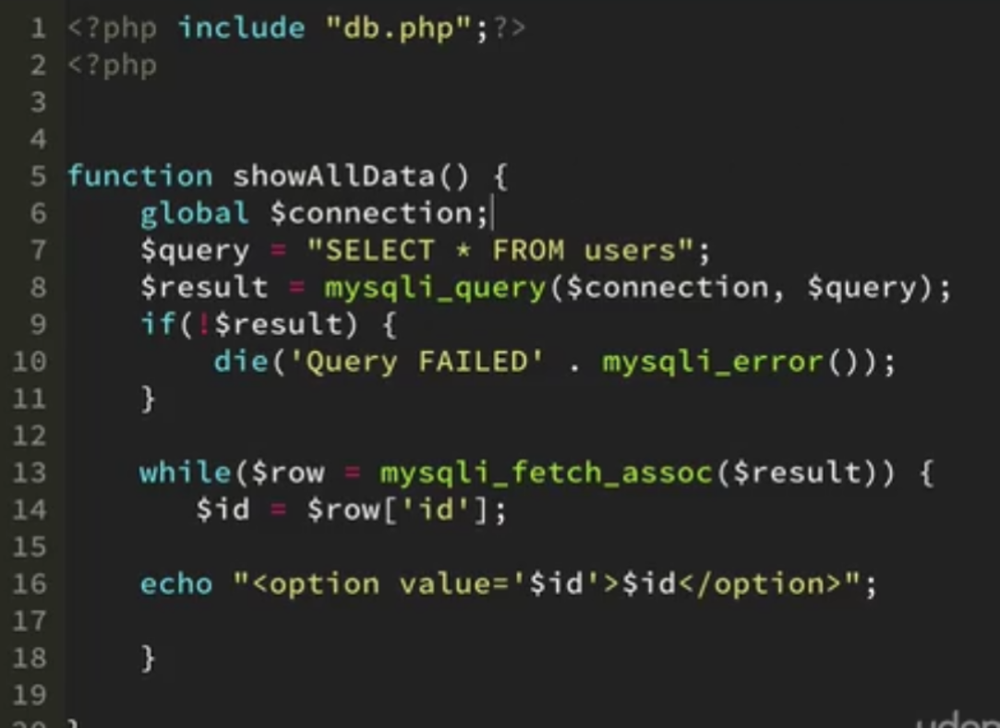 1 <?php include "db.php";?>
2 <?php
3
4
5 function showAllData() {
6 global $connection;
7 $query = "SELECT * FROM users";
8 $result = mysqli_query($connection, $query);
9 if(!$result) {
10 die('Query FAILED' . mysqli_error());
11 }
12
13 while($row = mysqli_fetch_assoc($result)) {
14 $id = $row['id'];
15
16 echo "<option value='$id'>$id</option>";
17
18 }
19
20 }